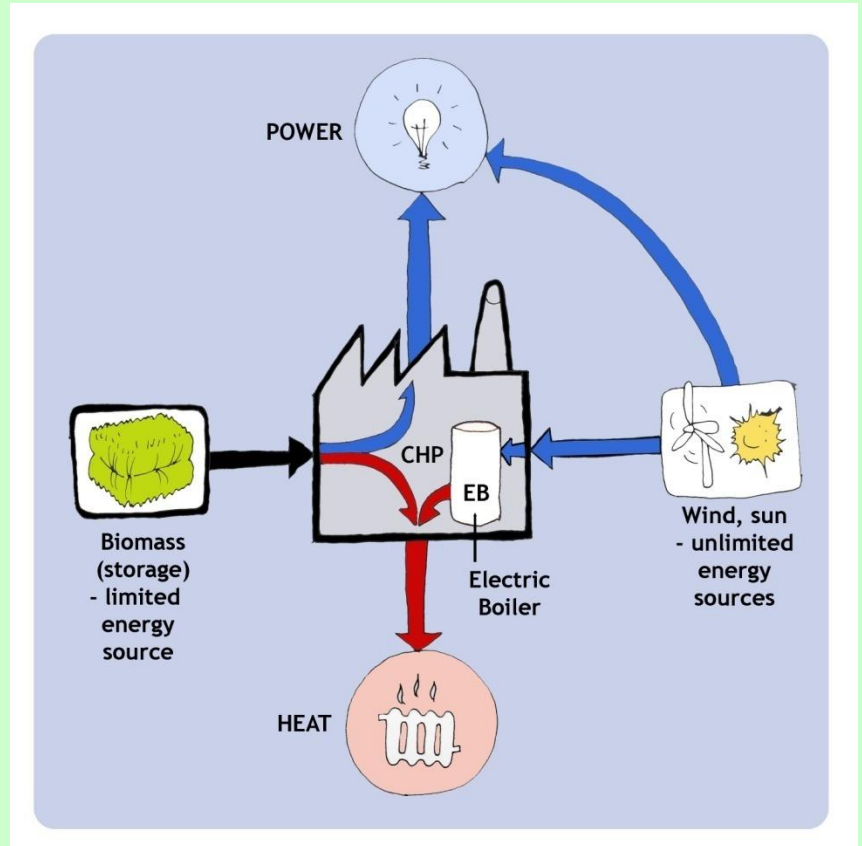 POWER
CHP
EB
Electric
Boiler
Biomass
(storage)
- limited
energy
source
Wind, sun
- unlimited
energy
sources
HEAT